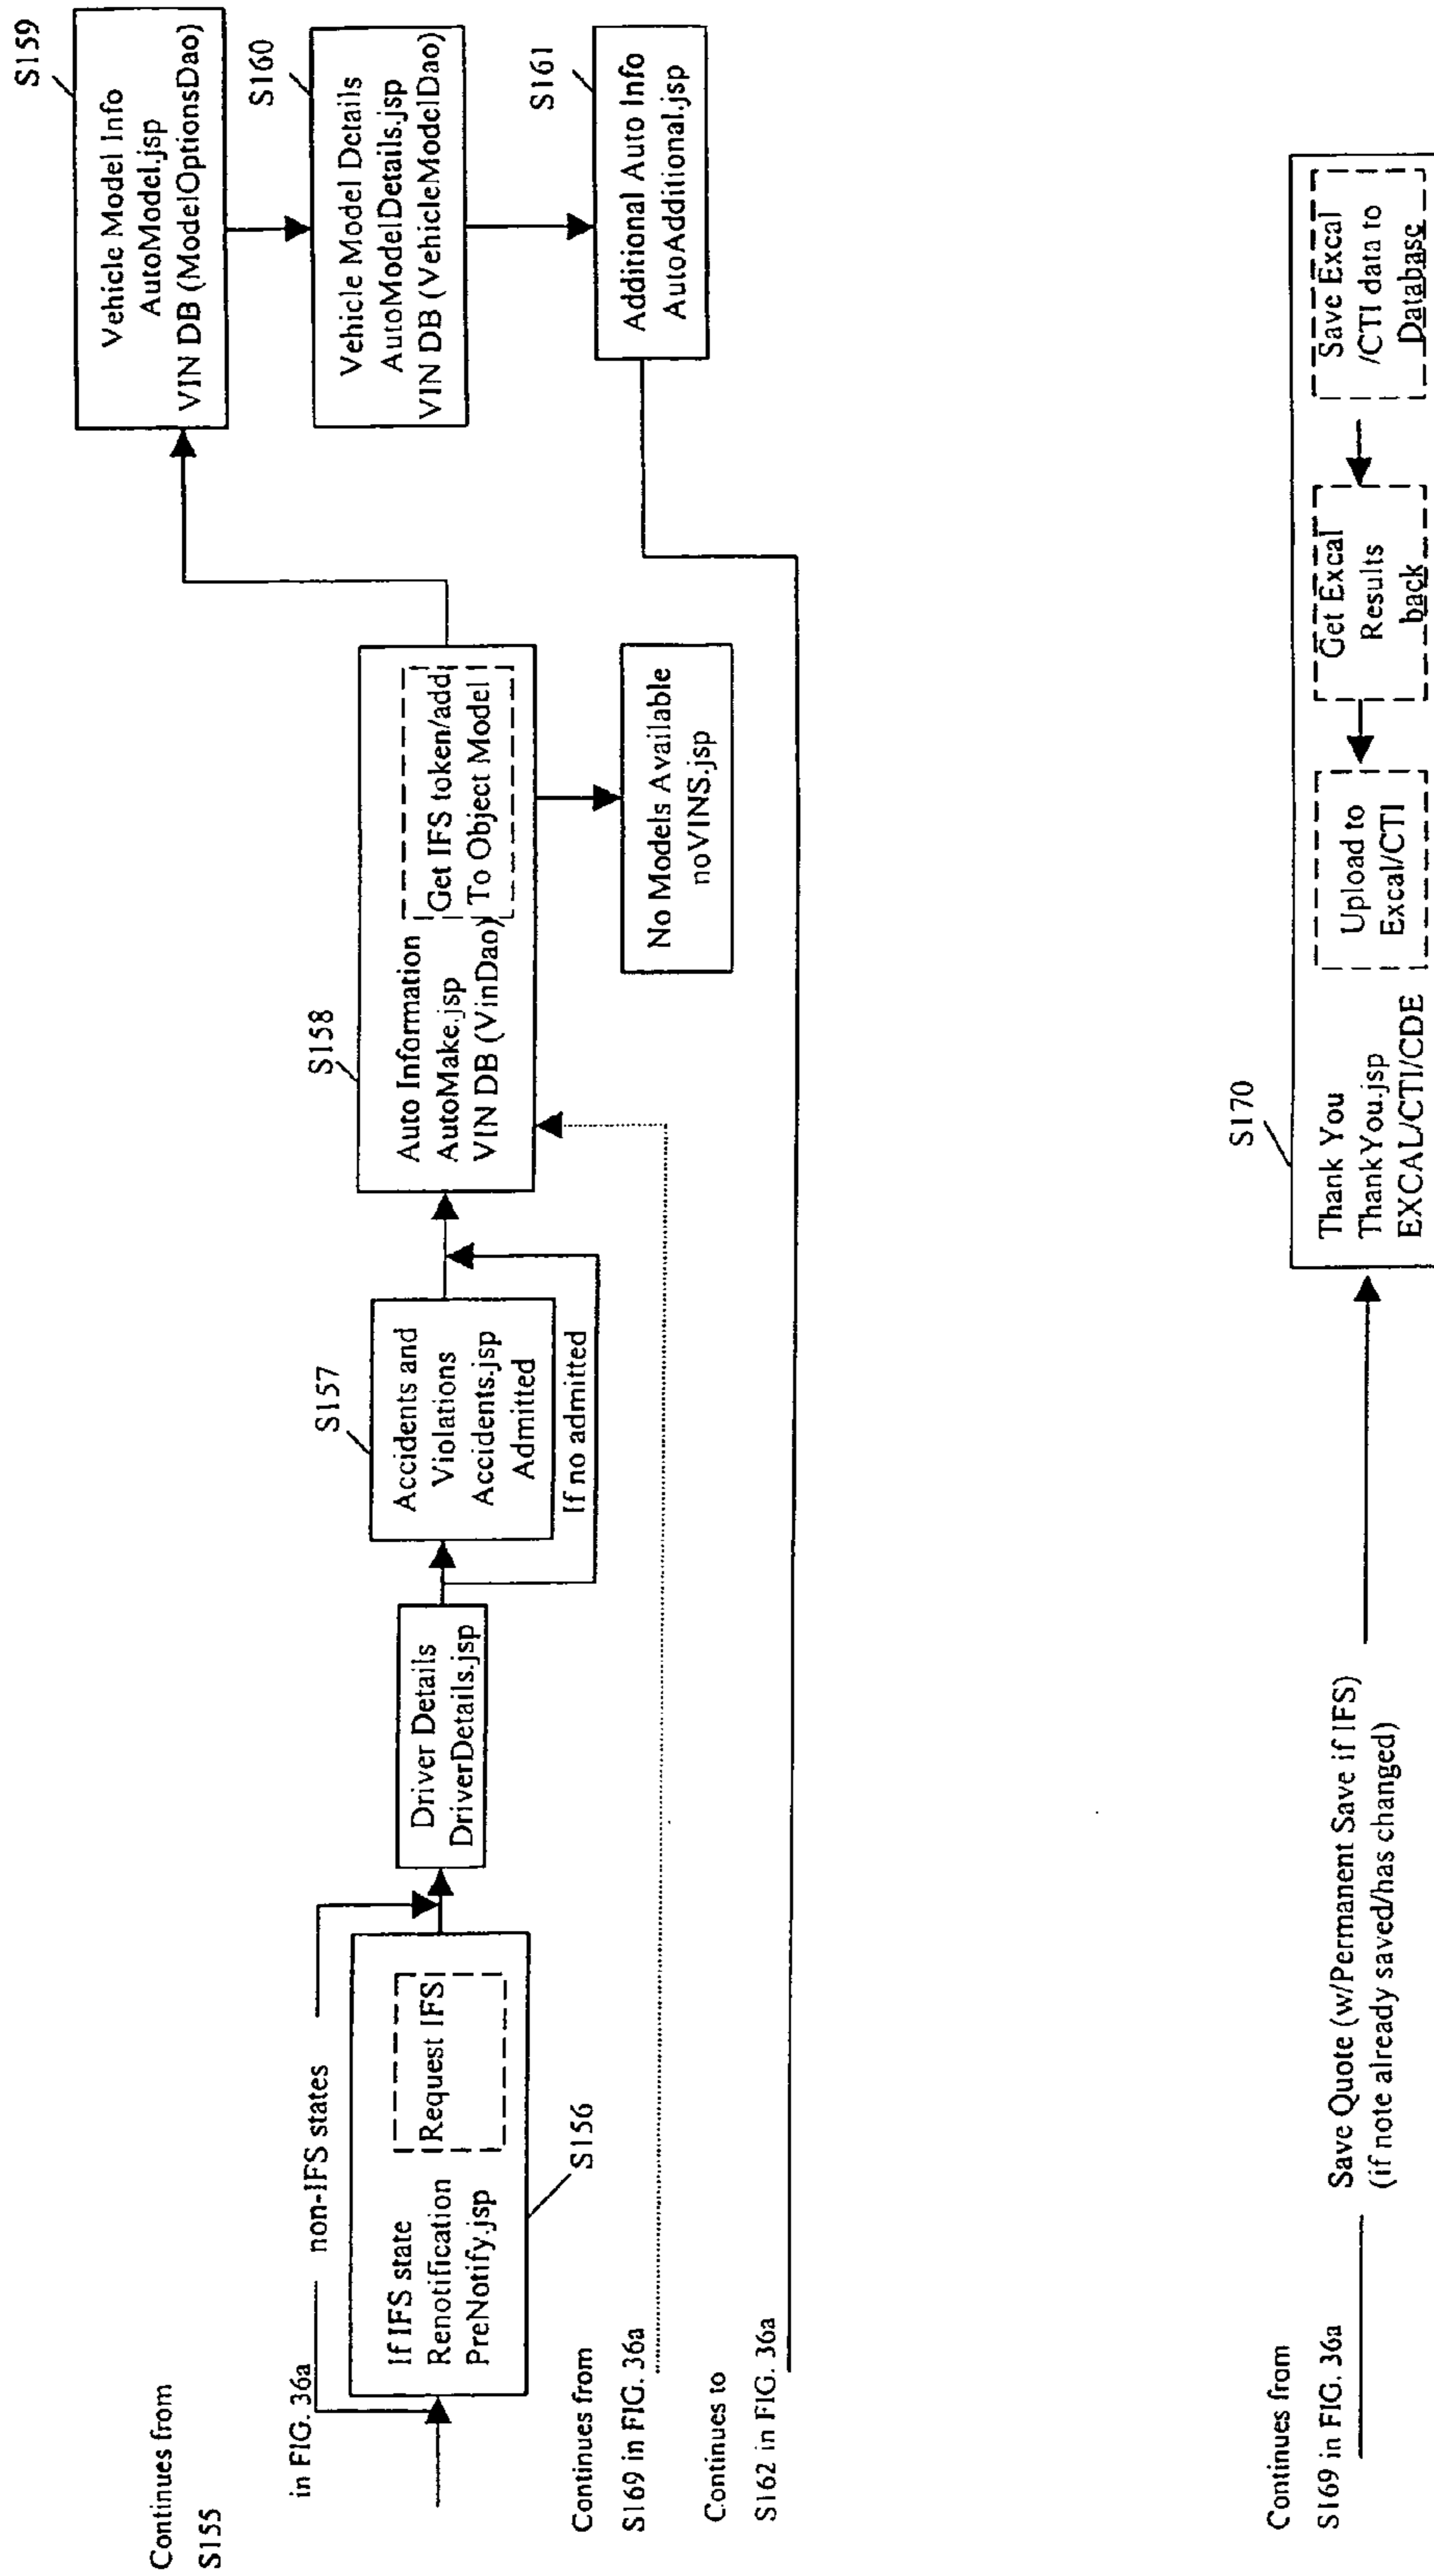 Continues from
S155
in FIG. 36a
non-IFS states
If IFS state
Renotification
PreNotify.jsp
Request IFS
S156
Driver Details
DriverDetails.jsp
S157
Accidents and
Violations
Accidents.jsp
Admitted
If no admitted
S158
Auto Information
AutoMake.jsp
VIN DB (VinDao)
Get IFS token/add
To Object Model
No Models Available
noVINS.jsp
S159
Vehicle Model Info
AutoModel.jsp
VIN DB (ModelOptionsDao)
S160
Vehicle Model Details
AutoModelDetails.jsp
VIN DB (VehicleModelDao)
S161
Additional Auto Info
AutoAdditional.jsp
Continues from
S169 in FIG. 36a
Continues to
S162 in FIG. 36a
Continues from
S169 in FIG. 36a
Save Quote (w/Permanent Save if IFS)
(if note already saved/has changed)
S170
Thank You
ThankYou.jsp
EXCAL/CTI/CDE
Upload to
Excal/CTI
Get Excal
Results
back
Save Excal
/CTI data to
Database